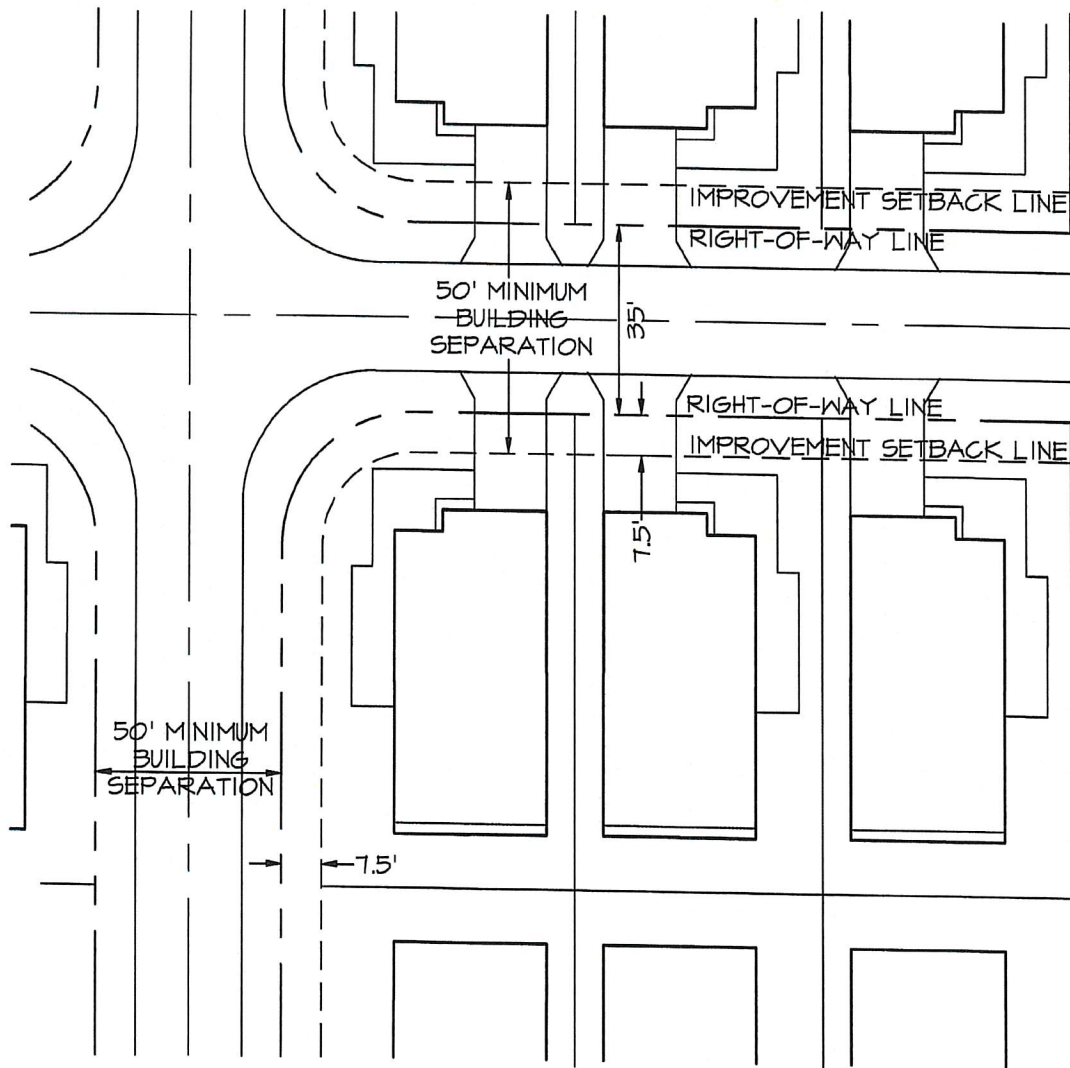 IMPROVEMENT SETBACK LINE
RIGHT-OF-WAY LINE
50' MINIMUM
BUILDING
SEPARATION
35'
RIGHT-OF-WAY LINE
IMPROVEMENT SETBACK LINE
7.5'
50' MINIMUM
BUILDING
SEPARATION
7.5'